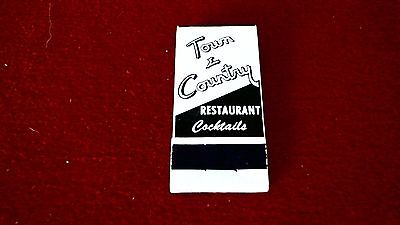 Town
&
Country
RESTAURANT
Cocktails